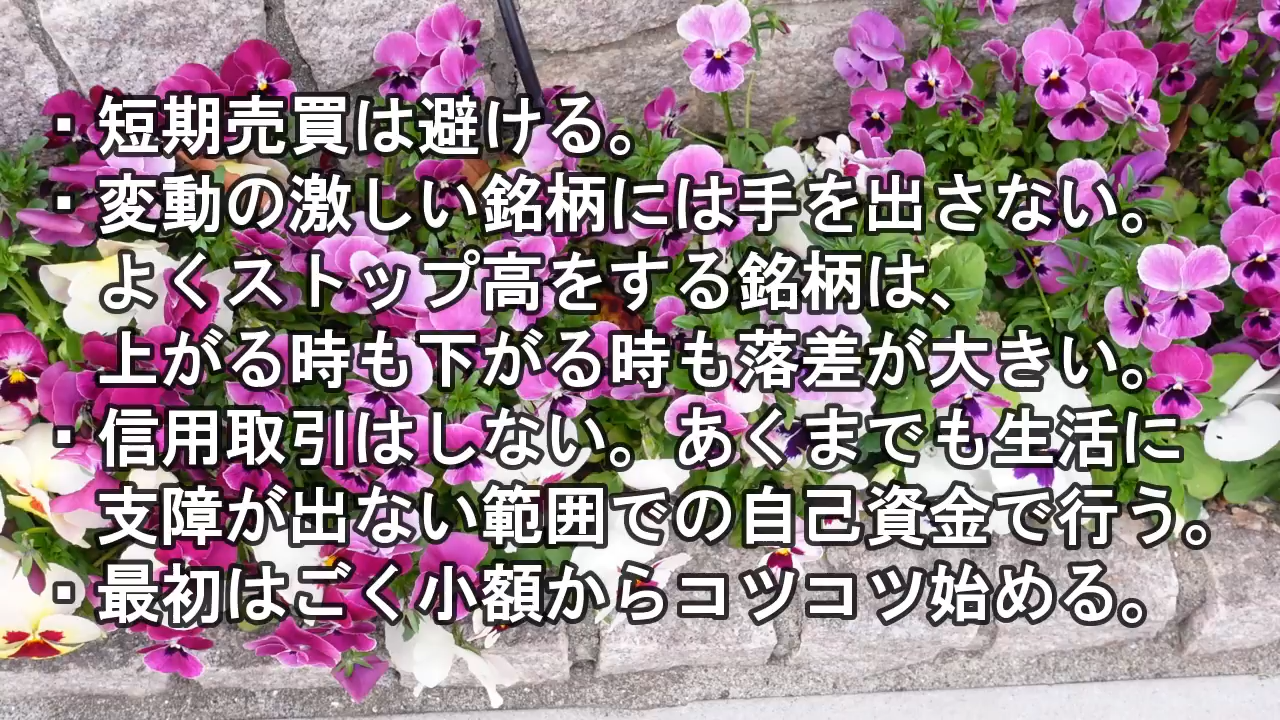 ・短期売買は避ける。
・変動の激しい銘柄には手を出さない。
よくストップ高をする銘柄は、
上がる時も下がる時も落差が大きい。
・信用取引はしない。あくまでも生活に
支障が出ない範囲での自己資金で行う。
・最初はごく小額からコツコツ始める。